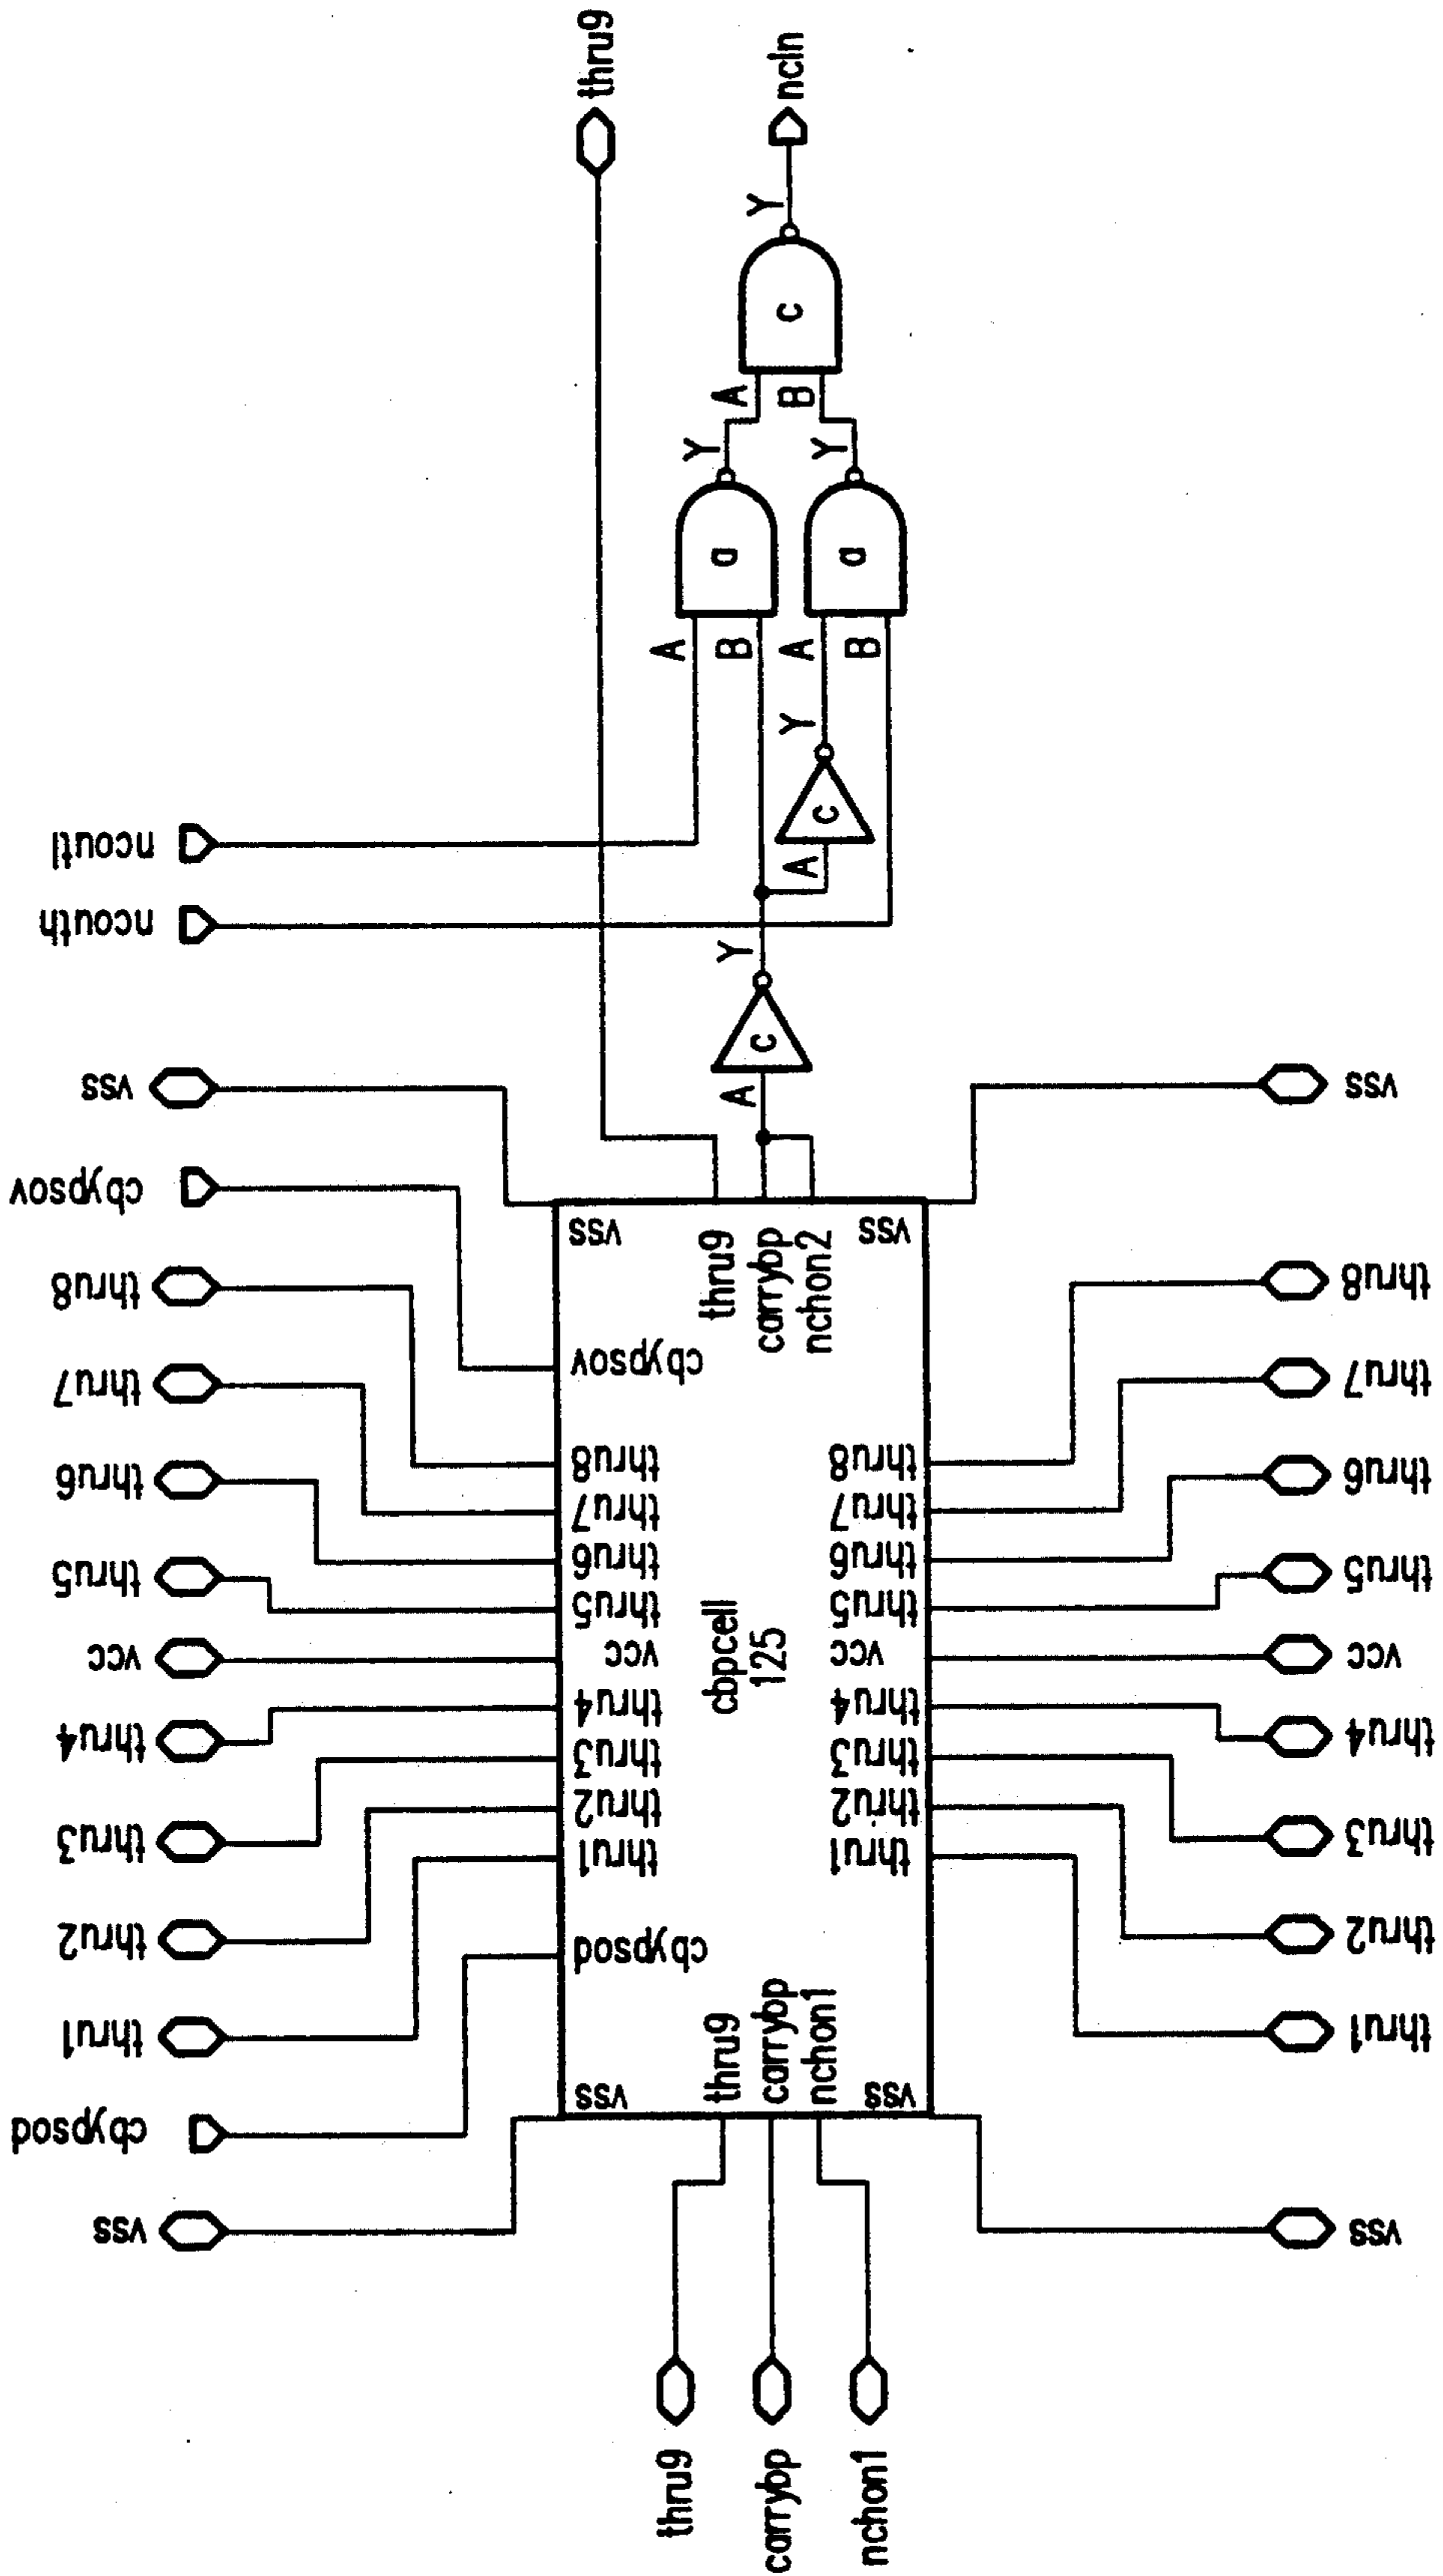 thru9
ncin
Y
c
A
B
Y
Y
a
a
A
B
A
B
Y
c
A
ncoutl
ncouth
Y
c
A
vss
vss
cbypsov
vss
thru9
carrybp
nchon2
vss
thru8
thru8
cbypsov
thru7
thru7
thru8
thru8
thru6
thru6
thru7
thru7
thru6
thru6
thru5
thru5
thru5
thru5
vcc
vcc
cbpcell
125
vcc
vcc
thru4
thru4
thru4
thru4
thru3
thru3
thru3
thru3
thru2
thru2
thru1
thru1
thru2
thru2
cbypsod
thru1
thru1
thru9
carrybp
nchon1
vss
vss
cbypsod
vss
vss
thru9
carrybp
nchon1